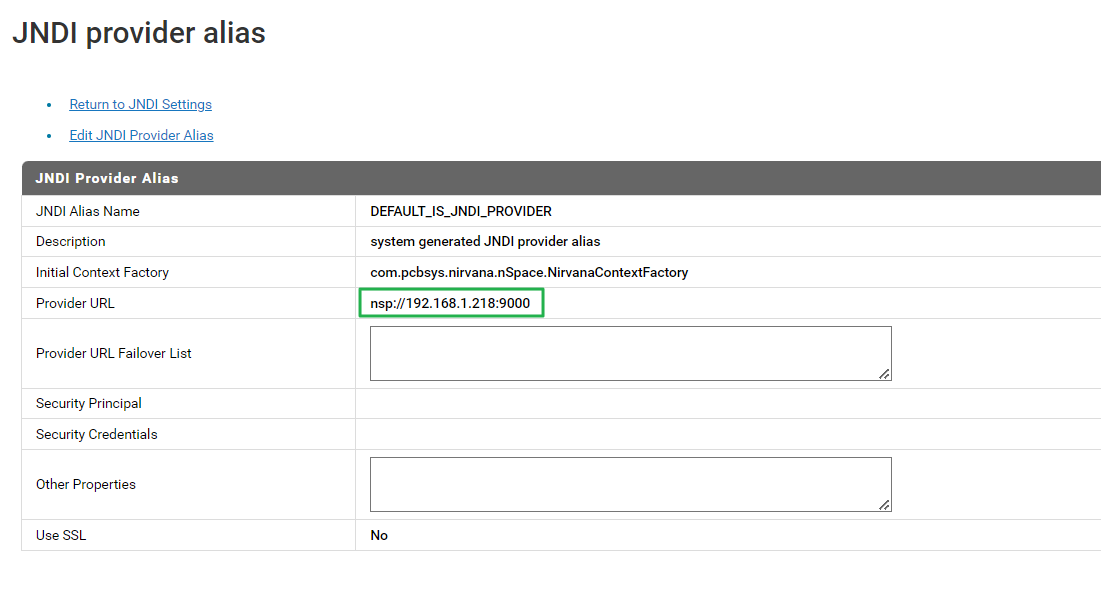 JNDI provider alias
Return to JNDI Settings
Edit JNDI Provider Alias
JNDI Provider Alias
JNDI Alias Name DEFAULT_IS_JNDI_PROVIDER
Description system generated JNDI provider alias
Initial Context Factory com.pcbsys.nirvana.nSpace.NirvanaContextFactory
Provider URL nsp://192.168.1.218:9000
Provider URL Failover List
Security Principal
Security Credentials
Other Properties
Use SSL No